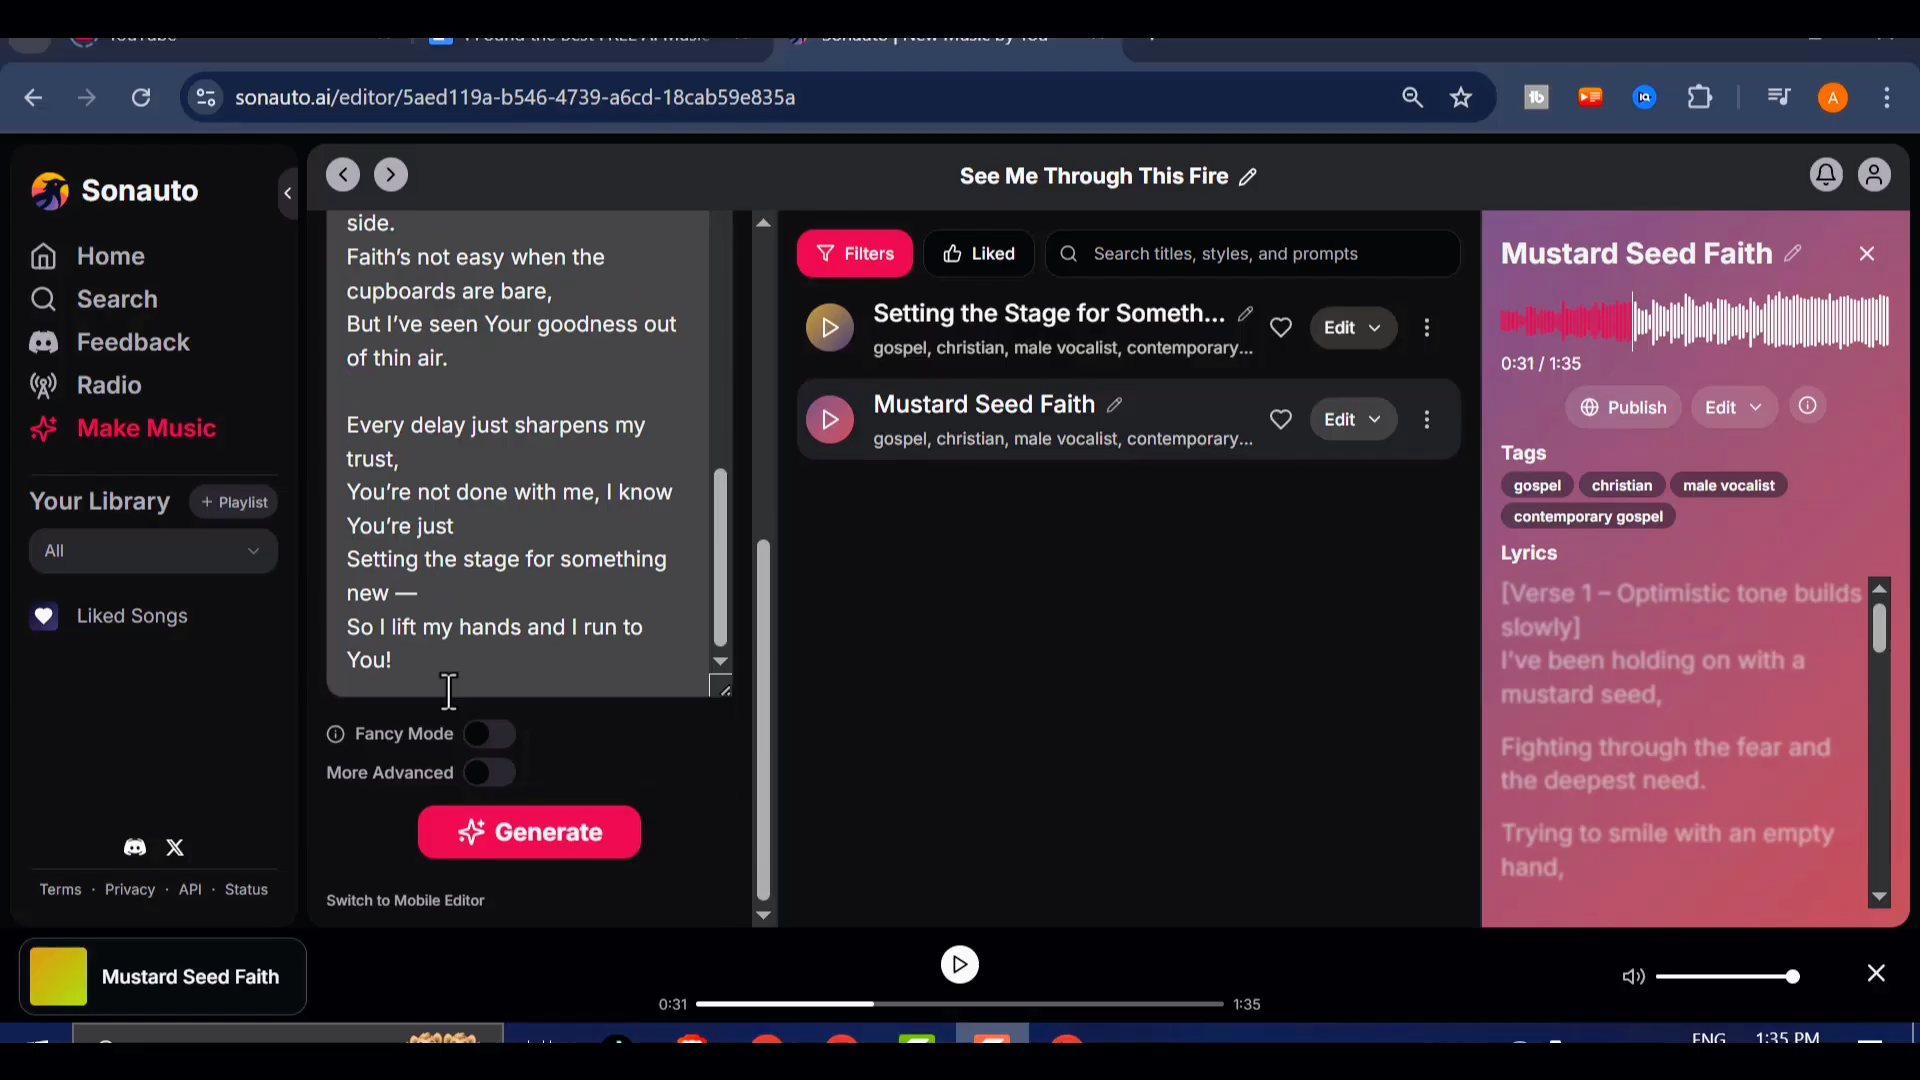 sonauto.ai/editor/5aed119a-b546-4739-a6cd-18cab59e835a
Sonauto
Home
Search
Feedback
Radio
Make Music
Your Library
+ Playlist
All
Liked Songs
Terms · Privacy · API · Status
See Me Through This Fire
side.
Faith’s not easy when the
cupboards are bare,
But I’ve seen Your goodness out
of thin air.
Every delay just sharpens my
trust,
You’re not done with me, I know
You’re just
Setting the stage for something
new —
So I lift my hands and I run to
You!
Fancy Mode
More Advanced
Generate
Switch to Mobile Editor
Filters
Liked
Search titles, styles, and prompts
Setting the Stage for Someth...
gospel, christian, male vocalist, contemporary...
Edit
Mustard Seed Faith
gospel, christian, male vocalist, contemporary...
Edit
Mustard Seed Faith
0:31 / 1:35
Publish
Edit
Tags
gospel
christian
male vocalist
contemporary gospel
Lyrics
[Verse 1 – Optimistic tone builds
slowly]
I’ve been holding on with a
mustard seed,
Fighting through the fear and
the deepest need.
Trying to smile with an empty
hand,
Mustard Seed Faith
0:31
1:35
ENG
1:35 PM